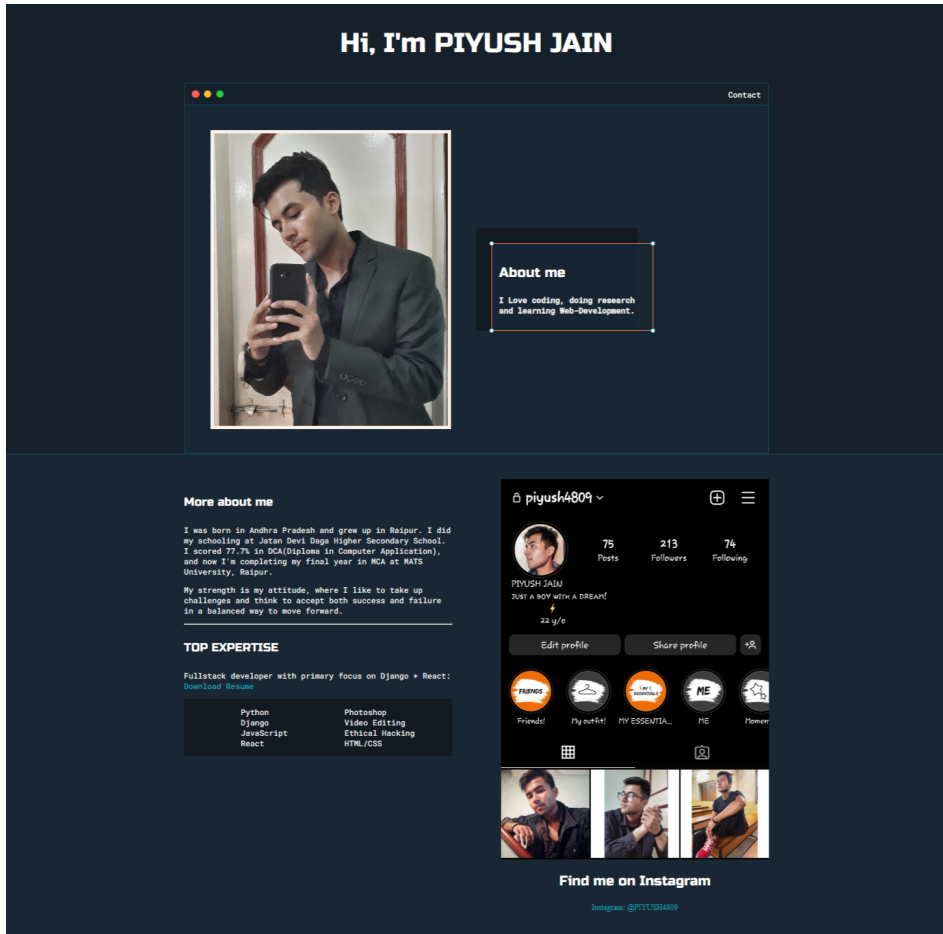 Hi, I'm PIYUSH JAIN
Contact
About me
I Love coding, doing research
and learning Web-Development.
More about me
I was born in Andhra Pradesh and grew up in Raipur. I did
my schooling at Jatan Devi Daga Higher Secondary School.
I scored 77.7% in DCA(Diploma in Computer Application),
and now I'm completing my final year in MCA at MATS
University, Raipur.
My strength is my attitude, where I like to take up
challenges and think to accept both success and failure
in a balanced way to move forward.
TOP EXPERTISE
Fullstack developer with primary focus on Django + React:
Download Resume
Python
Django
JavaScript
React
Photoshop
Video Editing
Ethical Hacking
HTML/CSS
piyush4809
75 213 74
Posts Followers Following
PIYUSH JAIN
JUST A BOY WITH A DREAM!
⚡
22 y/o
Edit profile Share profile
FRIENDS ME
Friends! My outfit! MY ESSENTIA... ME Momen
Find me on Instagram
Instagram: @PIYUSH4809